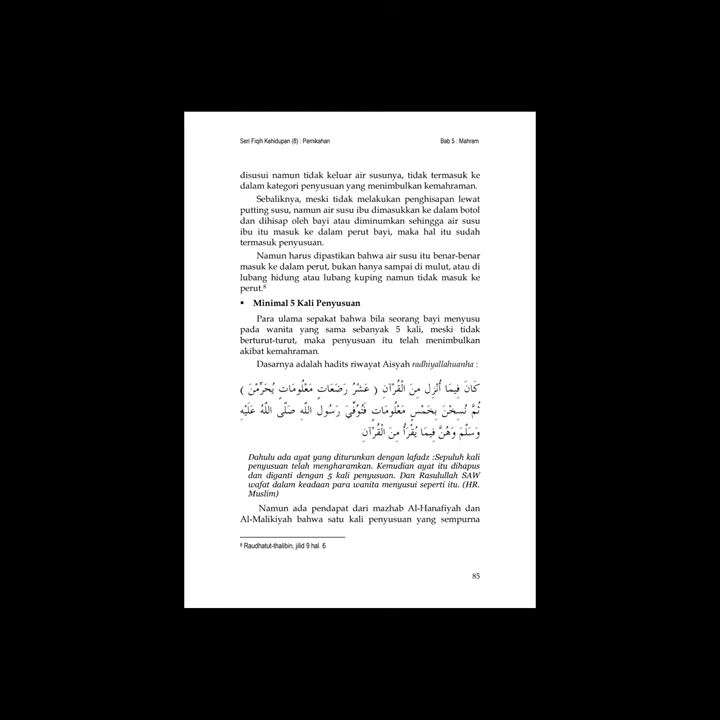 Seri Fiqih Kehidupan (8) : Pernikahan Bab 5 : Mahram
disusui namun tidak keluar air susunya, tidak termasuk ke
dalam kategori penyusuan yang menimbulkan kemahraman.
Sebaliknya, meski tidak melakukan penghisapan lewat
putting susu, namun air susu ibu dimasukkan ke dalam botol
dan dihisap oleh bayi atau diminumkan sehingga air susu
ibu itu masuk ke dalam perut bayi, maka hal itu sudah
termasuk penyusuan.
Namun harus dipastikan bahwa air susu itu benar-benar
masuk ke dalam perut, bukan hanya sampai di mulut, atau di
lubang hidung atau lubang kuping namun tidak masuk ke
perut.⁸
▪ Minimal 5 Kali Penyusuan
Para ulama sepakat bahwa bila seorang bayi menyusu
pada wanita yang sama sebanyak 5 kali, meski tidak
berturut-turut, maka penyusuan itu telah menimbulkan
akibat kemahraman.
Dasarnya adalah hadits riwayat Aisyah radhiyallahuanha :
كَانَ فِيمَا أُنْزِل مِنَ الْقُرْآنِ ( عَشْرُ رَضَعَاتٍ مَعْلُومَاتٍ يُحَرِّمْنَ )
ثُمَّ نُسِخْنَ بِخَمْسٍ مَعْلُومَاتٍ فَتُوُفِّيَ رَسُول اللَّهِ صَلَّى اللَّهُ عَلَيْهِ
وَسَلَّمَ وَهُنَّ فِيمَا يُقْرَأُ مِنَ الْقُرْآنِ
Dahulu ada ayat yang diturunkan dengan lafadz :Sepuluh kali
penyusuan telah mengharamkan. Kemudian ayat itu dihapus
dan diganti dengan 5 kali penyusuan. Dan Rasulullah SAW
wafat dalam keadaan para wanita menyusui seperti itu. (HR.
Muslim)
Namun ada pendapat dari mazhab Al-Hanafiyah dan
Al-Malikiyah bahwa satu kali penyusuan yang sempurna
⁸ Raudhatut-thalibin, jilid 9 hal. 6
85